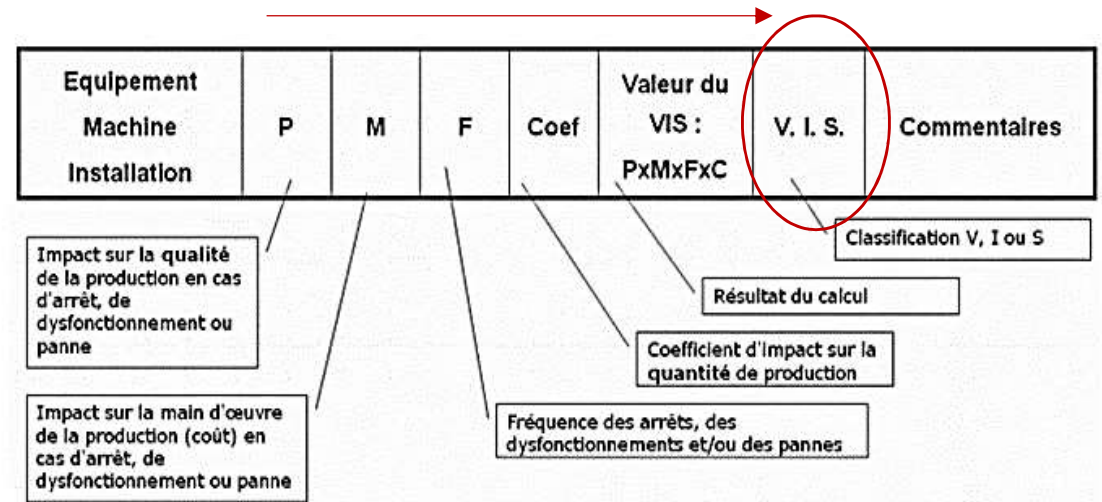 Equipement
Machine
Installation
P
M
F
Coef
Valeur du
VIS :
PxMxFxC
V. I. S.
Commentaires
Impact sur la qualité
de la production en cas
d'arrêt, de
dysfonctionnement ou
panne
Classification V, I ou S
Résultat du calcul
Coefficient d'Impact sur la
quantité de production
Impact sur la main d'œuvre
de la production (coût) en
cas d'arrêt, de
dysfonctionnement ou panne
Fréquence des arrêts, des
dysfonctionnements et/ou des pannes